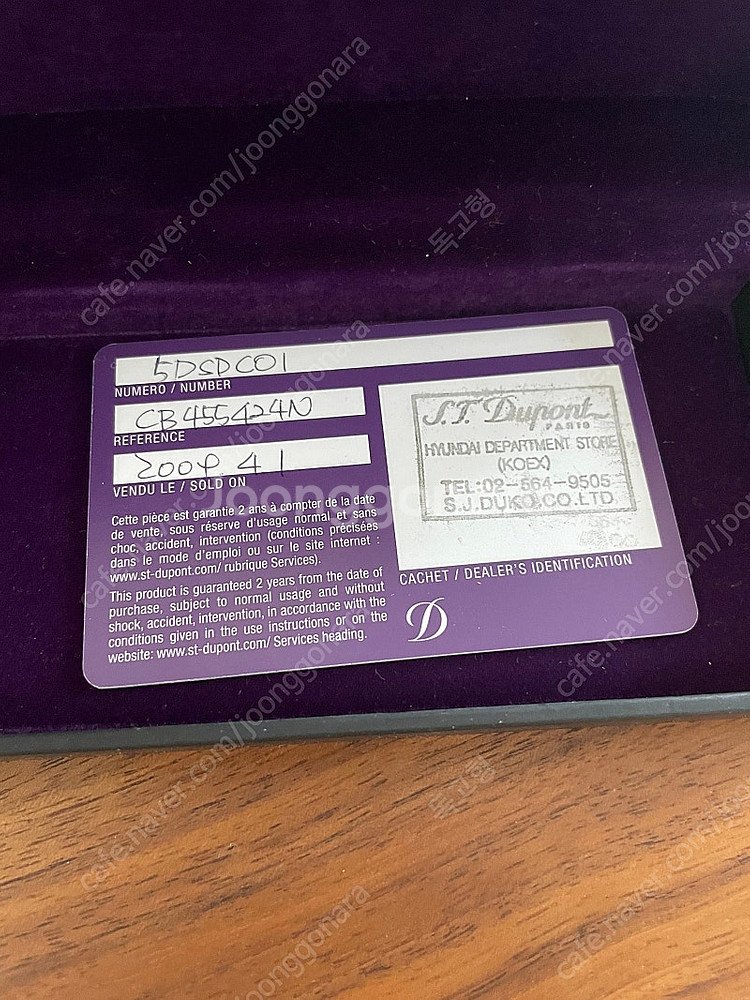 5DSDC01
NUMERO / NUMBER
CB455424N
REFERENCE
2009 4 1
VENDU LE / SOLD ON
Cette pièce est garantie 2 ans à compter de la date
de vente, sous réserve d'usage normal et sans
choc, accident, intervention (conditions précisées
dans le mode d'emploi ou sur le site internet :
www.st-dupont.com/ rubrique Services).
This product is guaranteed 2 years from the date of
purchase, subject to normal usage and without
shock, accident, intervention, in accordance with the
conditions given in the use instructions or on the
website: www.st-dupont.com/ Services heading.
S.T. Dupont
PARIS
HYUNDAI DEPARTMENT STORE
(KOEX)
TEL:02-564-9505
S.J.DUKO.CO.LTD.
CACHET / DEALER'S IDENTIFICATION
D
Joonggonara
cafe.naver.com/joonggonara
독고형